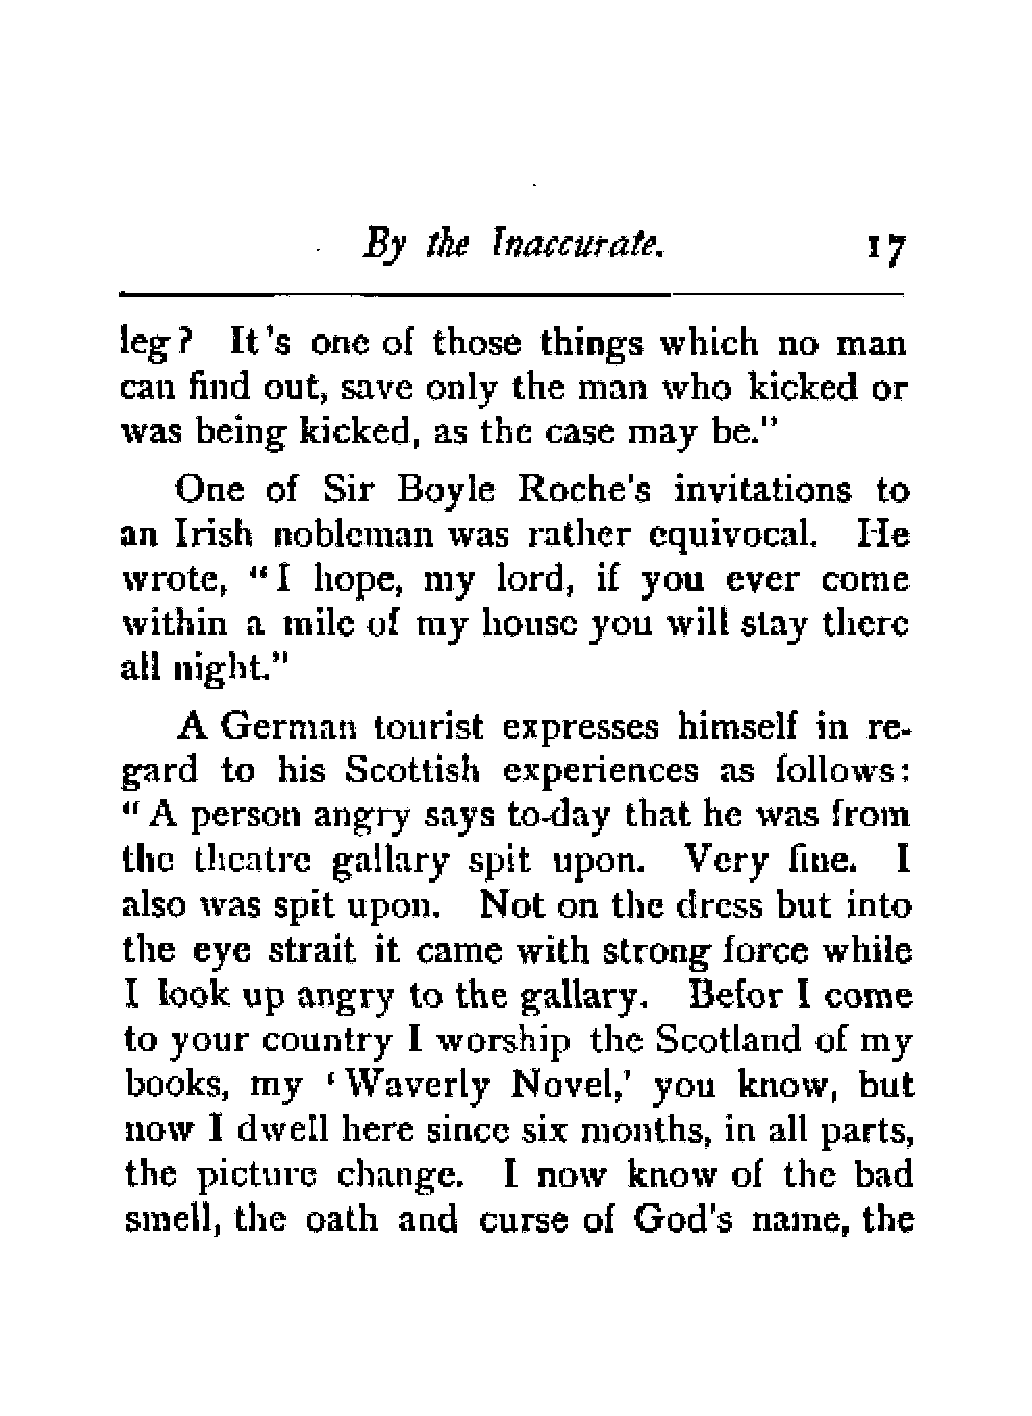 By the Inaccurate. 17
leg? It's one of those things which no man
can find out, save only the man who kicked or
was being kicked, as the case may be."
One of Sir Boyle Roche's invitations to
an Irish nobleman was rather equivocal. He
wrote, "I hope, my lord, if you ever come
within a mile of my house you will stay there
all night."
A German tourist expresses himself in re-
gard to his Scottish experiences as follows:
"A person angry says to-day that he was from
the theatre gallary spit upon. Very fine. I
also was spit upon. Not on the dress but into
the eye strait it came with strong force while
I look up angry to the gallary. Befor I come
to your country I worship the Scotland of my
books, my 'Waverly Novel,' you know, but
now I dwell here since six months, in all parts,
the picture change. I now know of the bad
smell, the oath and curse of God's name, the